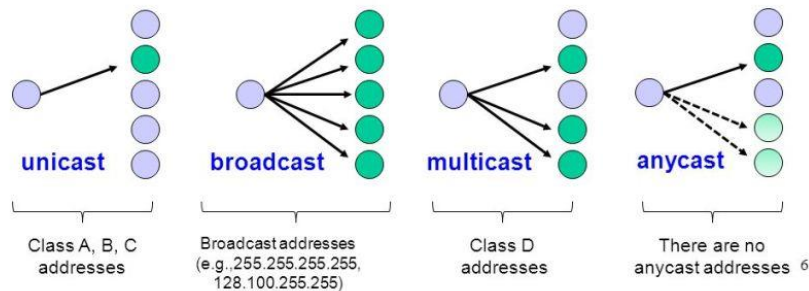 unicast
broadcast
multicast
anycast
Class A, B, C
addresses
Broadcast addresses
(e.g.,255.255.255.255,
128.100.255.255)
Class D
addresses
There are no
anycast addresses 6